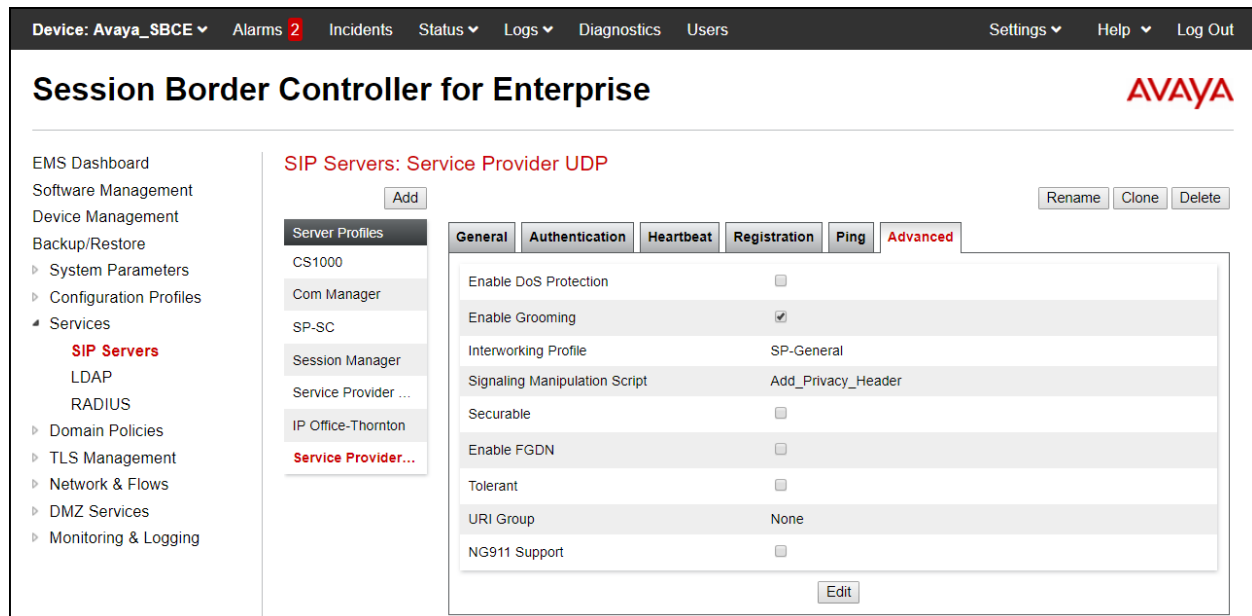 Device: Avaya_SBCE Alarms 2 Incidents Status Logs Diagnostics Users Settings Help Log Out
Session Border Controller for Enterprise
AVAYA
EMS Dashboard
Software Management
Device Management
Backup/Restore
System Parameters
Configuration Profiles
Services
SIP Servers
LDAP
RADIUS
Domain Policies
TLS Management
Network & Flows
DMZ Services
Monitoring & Logging
SIP Servers: Service Provider UDP
Add
Rename Clone Delete
Server Profiles
CS1000
Com Manager
SP-SC
Session Manager
Service Provider ...
IP Office-Thornton
Service Provider...
General Authentication Heartbeat Registration Ping Advanced
Enable DoS Protection
Enable Grooming
Interworking Profile SP-General
Signaling Manipulation Script Add_Privacy_Header
Securable
Enable FGDN
Tolerant
URI Group None
NG911 Support
Edit